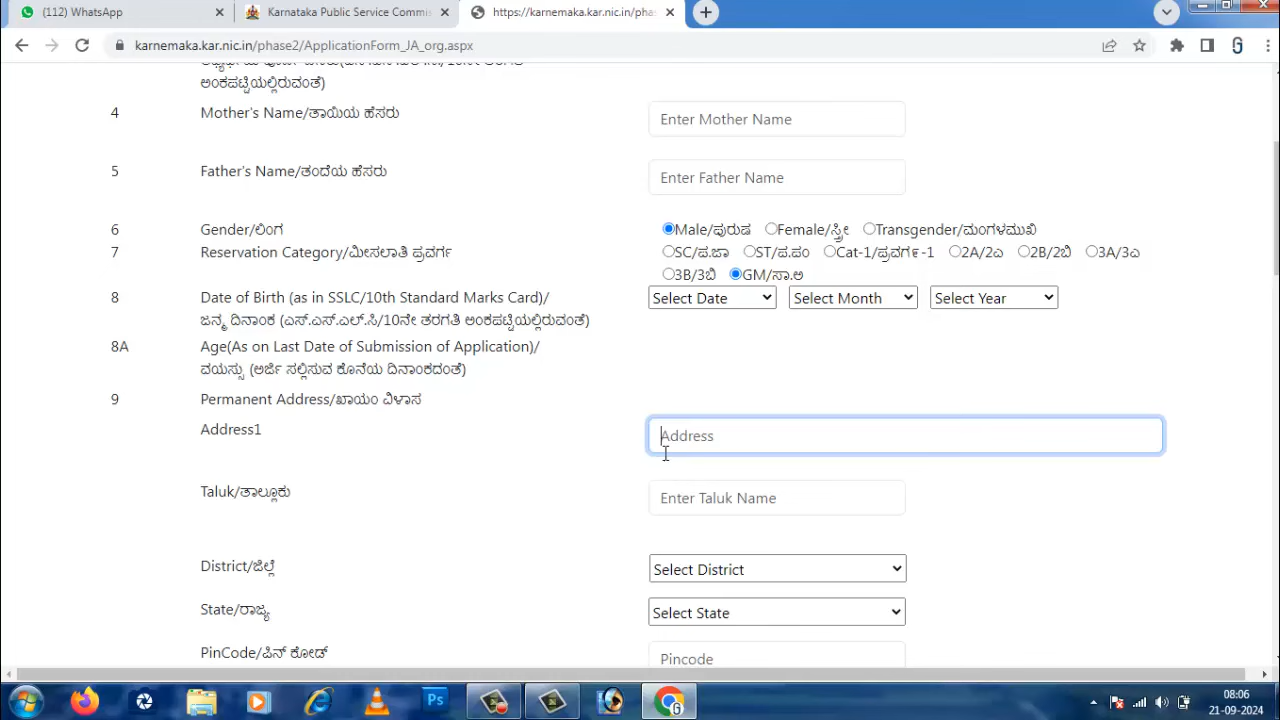 (112) WhatsApp
Karnataka Public Service Commi
https://karnemaka.kar.nic.in/pha
karnemaka.kar.nic.in/phase2/ApplicationForm_JA_org.aspx
ಅಂಕಪಟ್ಟಿಯಲ್ಲಿರುವಂತೆ)
4 Mother's Name/ತಾಯಿಯ ಹೆಸರು Enter Mother Name
5 Father's Name/ತಂದೆಯ ಹೆಸರು Enter Father Name
6 Gender/ಲಿಂಗ Male/ಪುರುಷ Female/ಸ್ತ್ರೀ Transgender/ಮಂಗಳಮುಖಿ
7 Reservation Category/ಮೀಸಲಾತಿ ಪ್ರವರ್ಗ SC/ಪ.ಜಾ ST/ಪ.ಪಂ Cat-1/ಪ್ರವರ್ಗ-1 2A/2ಎ 2B/2ಬಿ 3A/3ಎ
3B/3ಬಿ GM/ಸಾ.ಅ
8 Date of Birth (as in SSLC/10th Standard Marks Card)/ Select Date Select Month Select Year
ಜನ್ಮ ದಿನಾಂಕ (ಎಸ್.ಎಸ್.ಎಲ್.ಸಿ/10ನೇ ತರಗತಿ ಅಂಕಪಟ್ಟಿಯಲ್ಲಿರುವಂತೆ)
8A Age(As on Last Date of Submission of Application)/
ವಯಸ್ಸು (ಅರ್ಜಿ ಸಲ್ಲಿಸುವ ಕೊನೆಯ ದಿನಾಂಕದಂತೆ)
9 Permanent Address/ಖಾಯಂ ವಿಳಾಸ
Address1 Address
Taluk/ತಾಲ್ಲೂಕು Enter Taluk Name
District/ಜಿಲ್ಲೆ Select District
State/ರಾಜ್ಯ Select State
PinCode/ಪಿನ್ ಕೋಡ್ Pincode
Ps
08:06
21-09-2024